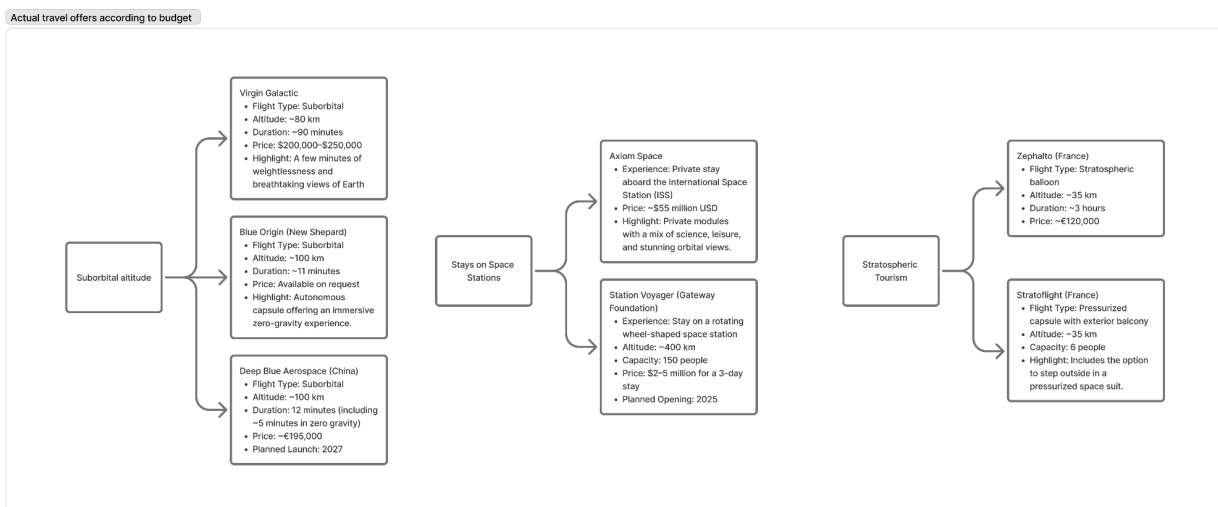 Actual travel offers according to budget
Suborbital altitude
Virgin Galactic
• Flight Type: Suborbital
• Altitude: ~80 km
• Duration: ~90 minutes
• Price: $200,000–$250,000
• Highlight: A few minutes of
weightlessness and
breathtaking views of Earth
Blue Origin (New Shepard)
• Flight Type: Suborbital
• Altitude: ~100 km
• Duration: ~11 minutes
• Price: Available on request
• Highlight: Autonomous
capsule offering an immersive
zero-gravity experience.
Deep Blue Aerospace (China)
• Flight Type: Suborbital
• Altitude: ~100 km
• Duration: 12 minutes (including
~5 minutes in zero gravity)
• Price: ~€195,000
• Planned Launch: 2027
Stays on Space
Stations
Axiom Space
• Experience: Private stay
aboard the International Space
Station (ISS)
• Price: ~$55 million USD
• Highlight: Private modules
with a mix of science, leisure,
and stunning orbital views.
Station Voyager (Gateway
Foundation)
• Experience: Stay on a rotating
wheel-shaped space station
• Altitude: ~400 km
• Capacity: 150 people
• Price: $2–5 million for a 3-day
stay
• Planned Opening: 2025
Stratospheric
Tourism
Zephalto (France)
• Flight Type: Stratospheric
balloon
• Altitude: ~35 km
• Duration: ~3 hours
• Price: ~€120,000
Stratoflight (France)
• Flight Type: Pressurized
capsule with exterior balcony
• Altitude: ~35 km
• Capacity: 6 people
• Highlight: Includes the option
to step outside in a
pressurized space suit.